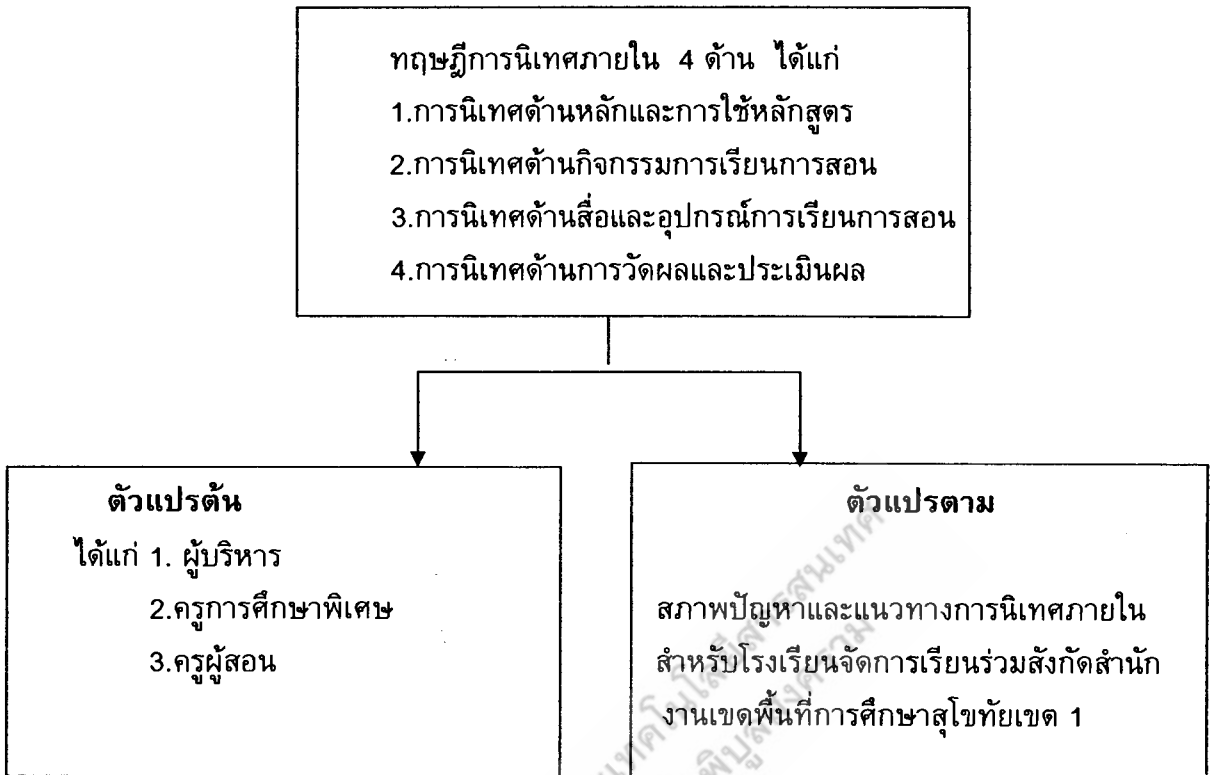 ทฤษฎีการนิเทศภายใน 4 ด้าน ได้แก่
1.การนิเทศด้านหลักและการใช้หลักสูตร
2.การนิเทศด้านกิจกรรมการเรียนการสอน
3.การนิเทศด้านสื่อและอุปกรณ์การเรียนการสอน
4.การนิเทศด้านการวัดผลและประเมินผล
ตัวแปรต้น
ได้แก่ 1. ผู้บริหาร
2.ครูการศึกษาพิเศษ
3.ครูผู้สอน
ตัวแปรตาม
สภาพปัญหาและแนวทางการนิเทศภายใน
สำหรับโรงเรียนจัดการเรียนร่วมสังกัดสำนัก
งานเขตพื้นที่การศึกษาสุโขทัยเขต 1